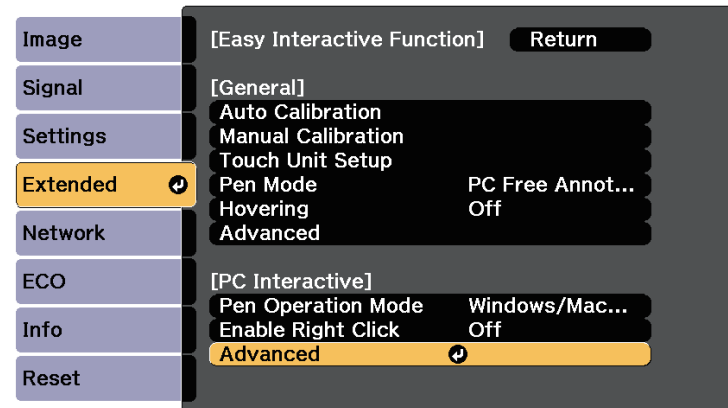 Image
Signal
Settings
Extended
Network
ECO
Info
Reset
[Easy Interactive Function] Return
[General]
Auto Calibration
Manual Calibration
Touch Unit Setup
Pen Mode PC Free Annot...
Hovering Off
Advanced
[PC Interactive]
Pen Operation Mode Windows/Mac...
Enable Right Click Off
Advanced